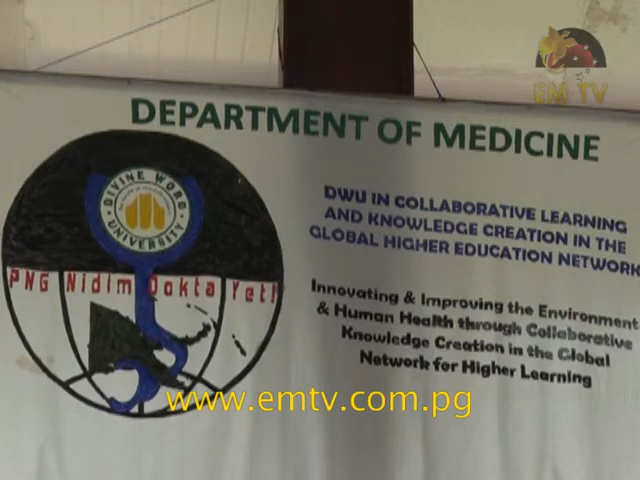 EM TV
DEPARTMENT OF MEDICINE
DIVINE WORD
UNIVERSITY
PNG Nidim Dokta Yet!
DWU IN COLLABORATIVE LEARNING
AND KNOWLEDGE CREATION IN THE
GLOBAL HIGHER EDUCATION NETWORK
Innovating & Improving the Environment
& Human Health through Collaborative
Knowledge Creation in the Global
Network for Higher Learning
www.emtv.com.pg